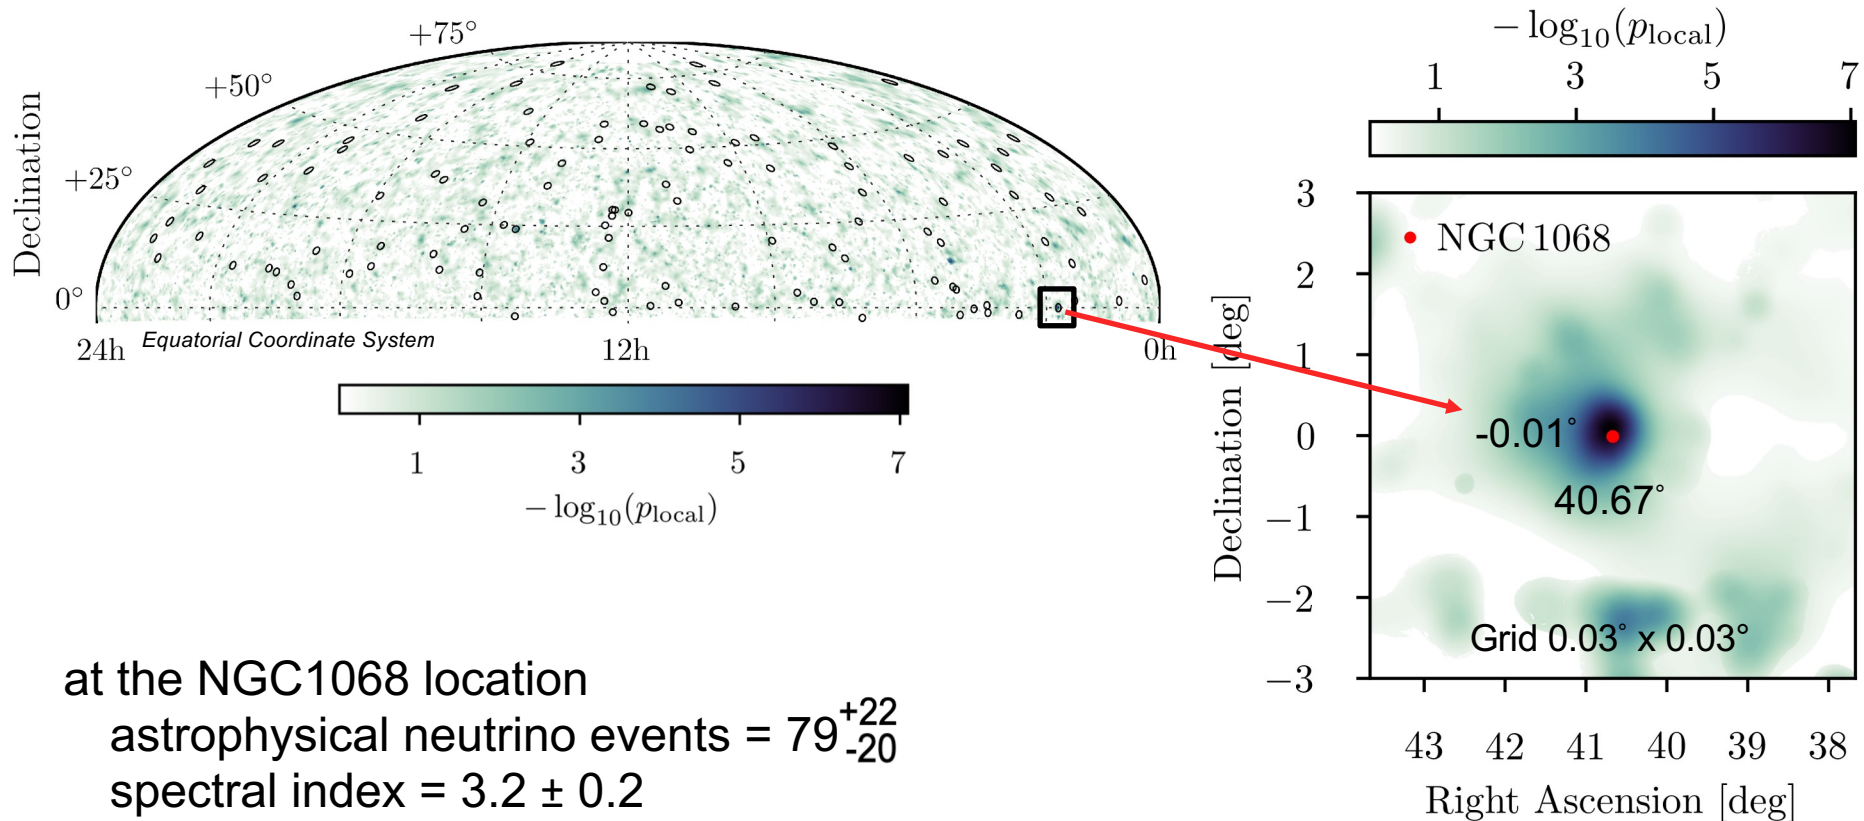 +75°
+50°
+25°
0°
Declination
24h
12h
0h
Equatorial Coordinate System
1 3 5 7
− log₁₀(p_local)
− log₁₀(p_local)
1 3 5 7
NGC 1068
3
2
1
0
−1
−2
−3
Declination [deg]
-0.01°
40.67°
Grid 0.03° x 0.03°
43 42 41 40 39 38
Right Ascension [deg]
at the NGC1068 location
astrophysical neutrino events = 79 +22 -20
spectral index = 3.2 ± 0.2